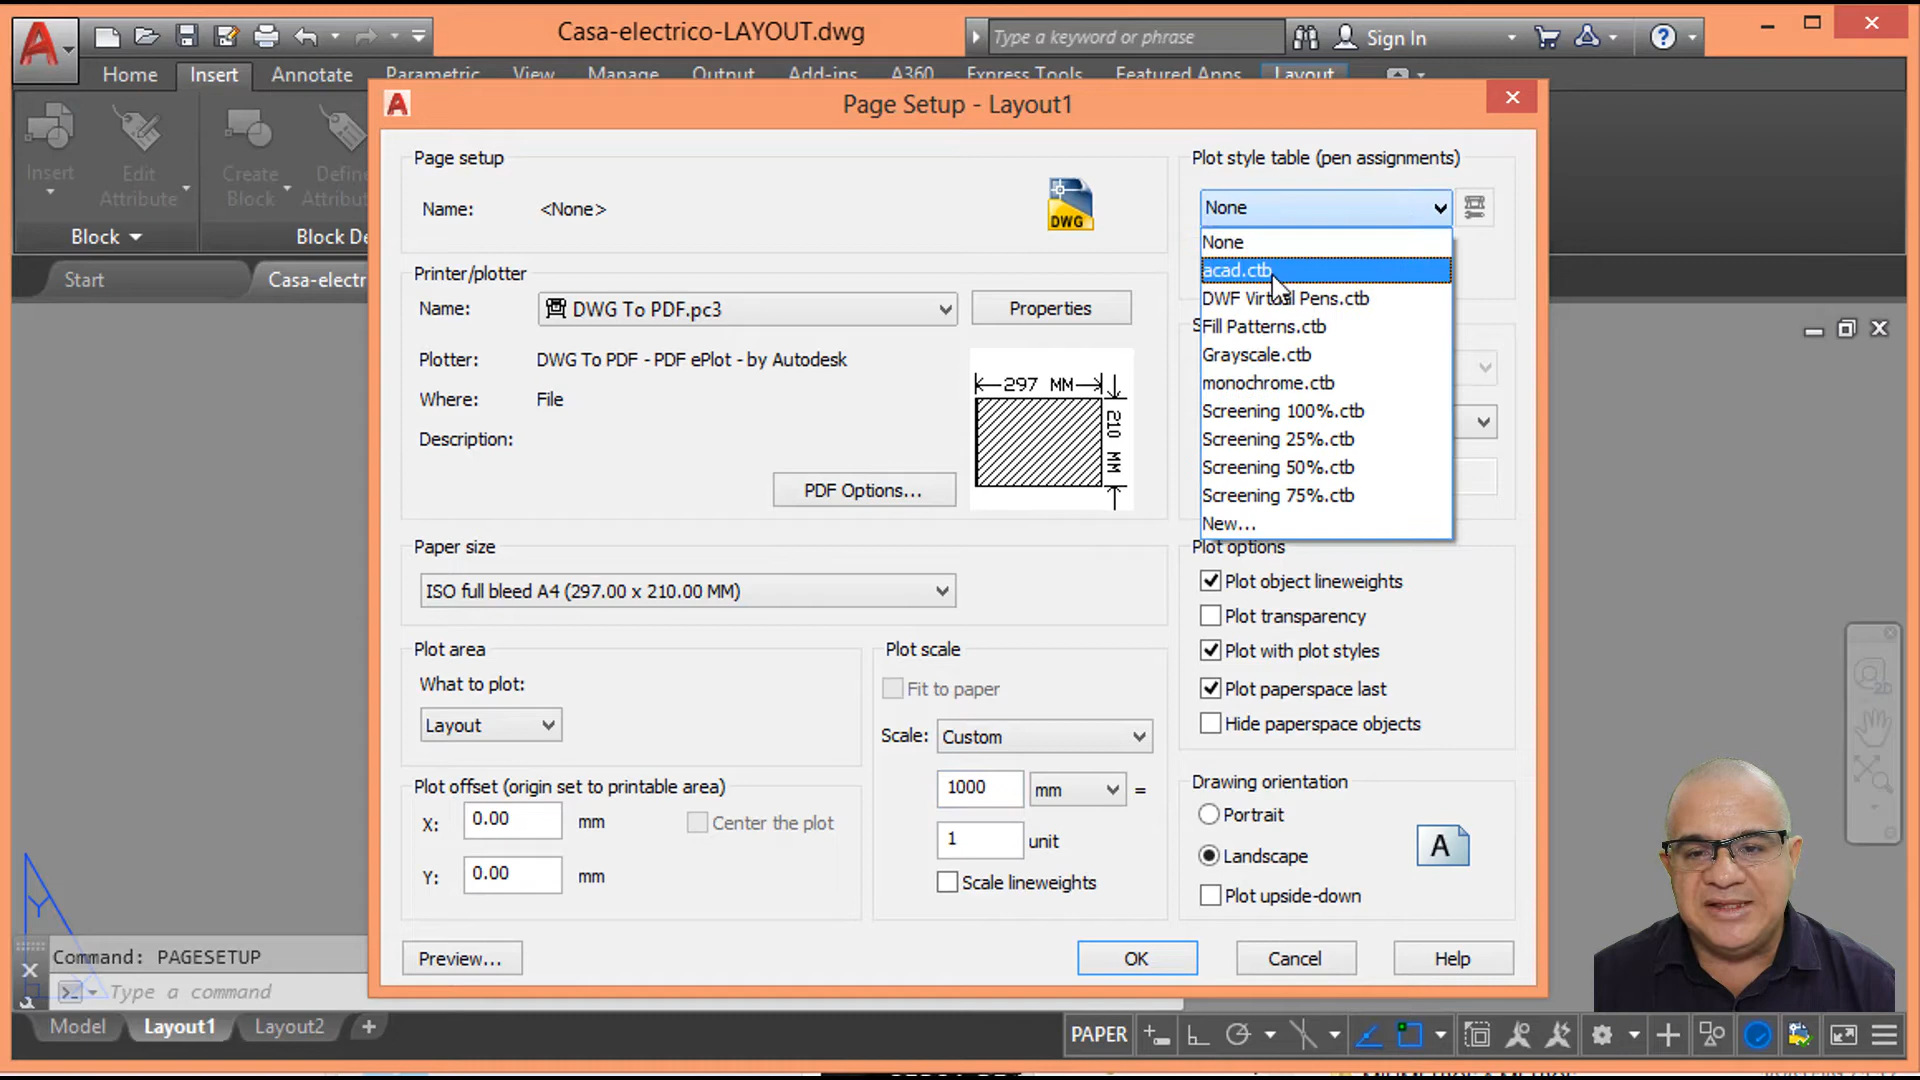 Casa-electrico-LAYOUT.dwg
Type a keyword or phrase
Sign In
Home
Insert
Annotate
Parametric
View
Manage
Output
Add-ins
A360
Express Tools
Featured Apps
Layout
Page Setup - Layout1
Insert
Edit
Attribute
Create
Block
Block
Start
Casa-electr
Page setup
Name:
<None>
DWG
Plot style table (pen assignments)
None
None
acad.ctb
DWF Virtual Pens.ctb
Fill Patterns.ctb
Grayscale.ctb
monochrome.ctb
Screening 100%.ctb
Screening 25%.ctb
Screening 50%.ctb
Screening 75%.ctb
New...
Printer/plotter
Name:
DWG To PDF.pc3
Properties
Plotter:
DWG To PDF - PDF ePlot - by Autodesk
Where:
File
Description:
297 MM
210 MM
PDF Options...
Paper size
ISO full bleed A4 (297.00 x 210.00 MM)
Plot area
What to plot:
Layout
Plot scale
Fit to paper
Scale:
Custom
1000
mm
=
1
unit
Scale lineweights
Plot offset (origin set to printable area)
X:
0.00
mm
Center the plot
Y:
0.00
mm
Plot options
Plot object lineweights
Plot transparency
Plot with plot styles
Plot paperspace last
Hide paperspace objects
Drawing orientation
Portrait
Landscape
Plot upside-down
A
Preview...
OK
Cancel
Help
Y
Command: PAGESETUP
Type a command
Model
Layout1
Layout2
+
PAPER